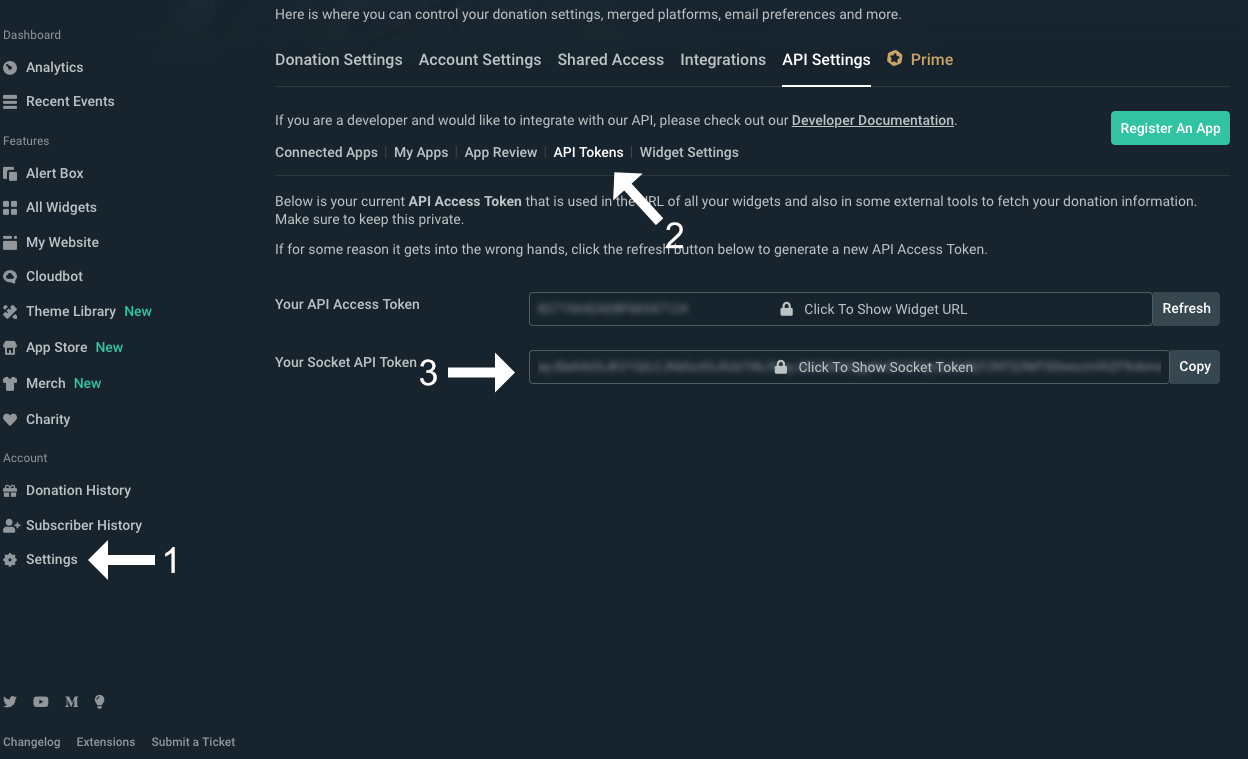 Here is where you can control your donation settings, merged platforms, email preferences and more.
Dashboard
Analytics
Recent Events
Features
Alert Box
All Widgets
My Website
Cloudbot
Theme Library New
App Store New
Merch New
Charity
Account
Donation History
Subscriber History
Settings
1
Changelog Extensions Submit a Ticket
Donation Settings Account Settings Shared Access Integrations API Settings Prime
If you are a developer and would like to integrate with our API, please check out our Developer Documentation.
Register An App
Connected Apps My Apps App Review API Tokens Widget Settings
2
Below is your current API Access Token that is used in the URL of all your widgets and also in some external tools to fetch your donation information.
Make sure to keep this private.
If for some reason it gets into the wrong hands, click the refresh button below to generate a new API Access Token.
Your API Access Token
Click To Show Widget URL
Refresh
Your Socket API Token
3
Click To Show Socket Token
Copy